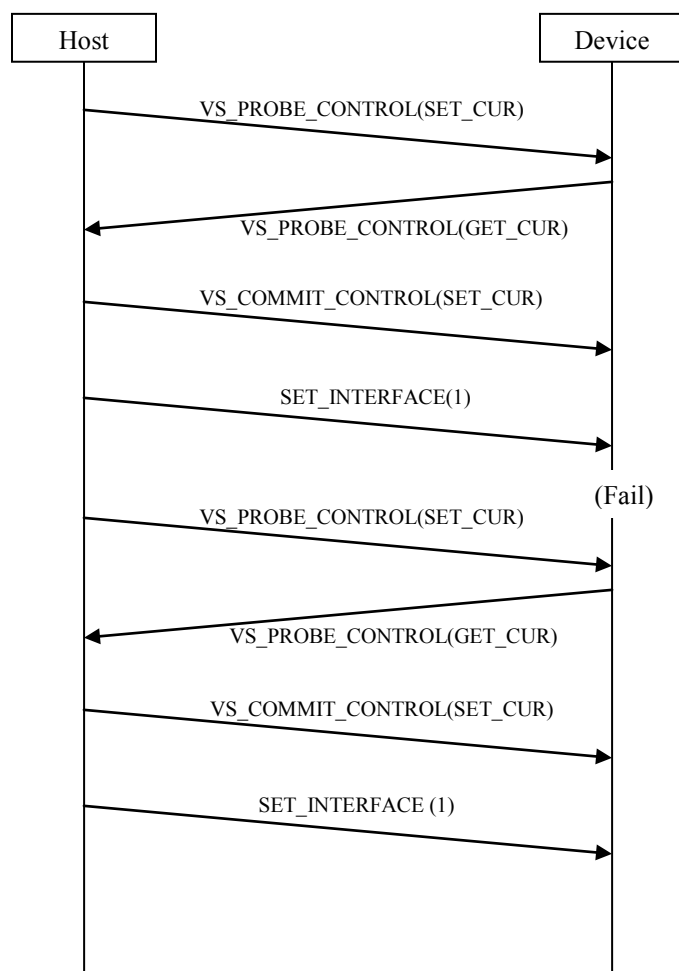 Host
Device
VS_PROBE_CONTROL(SET_CUR)
VS_PROBE_CONTROL(GET_CUR)
VS_COMMIT_CONTROL(SET_CUR)
SET_INTERFACE(1)
(Fail)
VS_PROBE_CONTROL(SET_CUR)
VS_PROBE_CONTROL(GET_CUR)
VS_COMMIT_CONTROL(SET_CUR)
SET_INTERFACE (1)